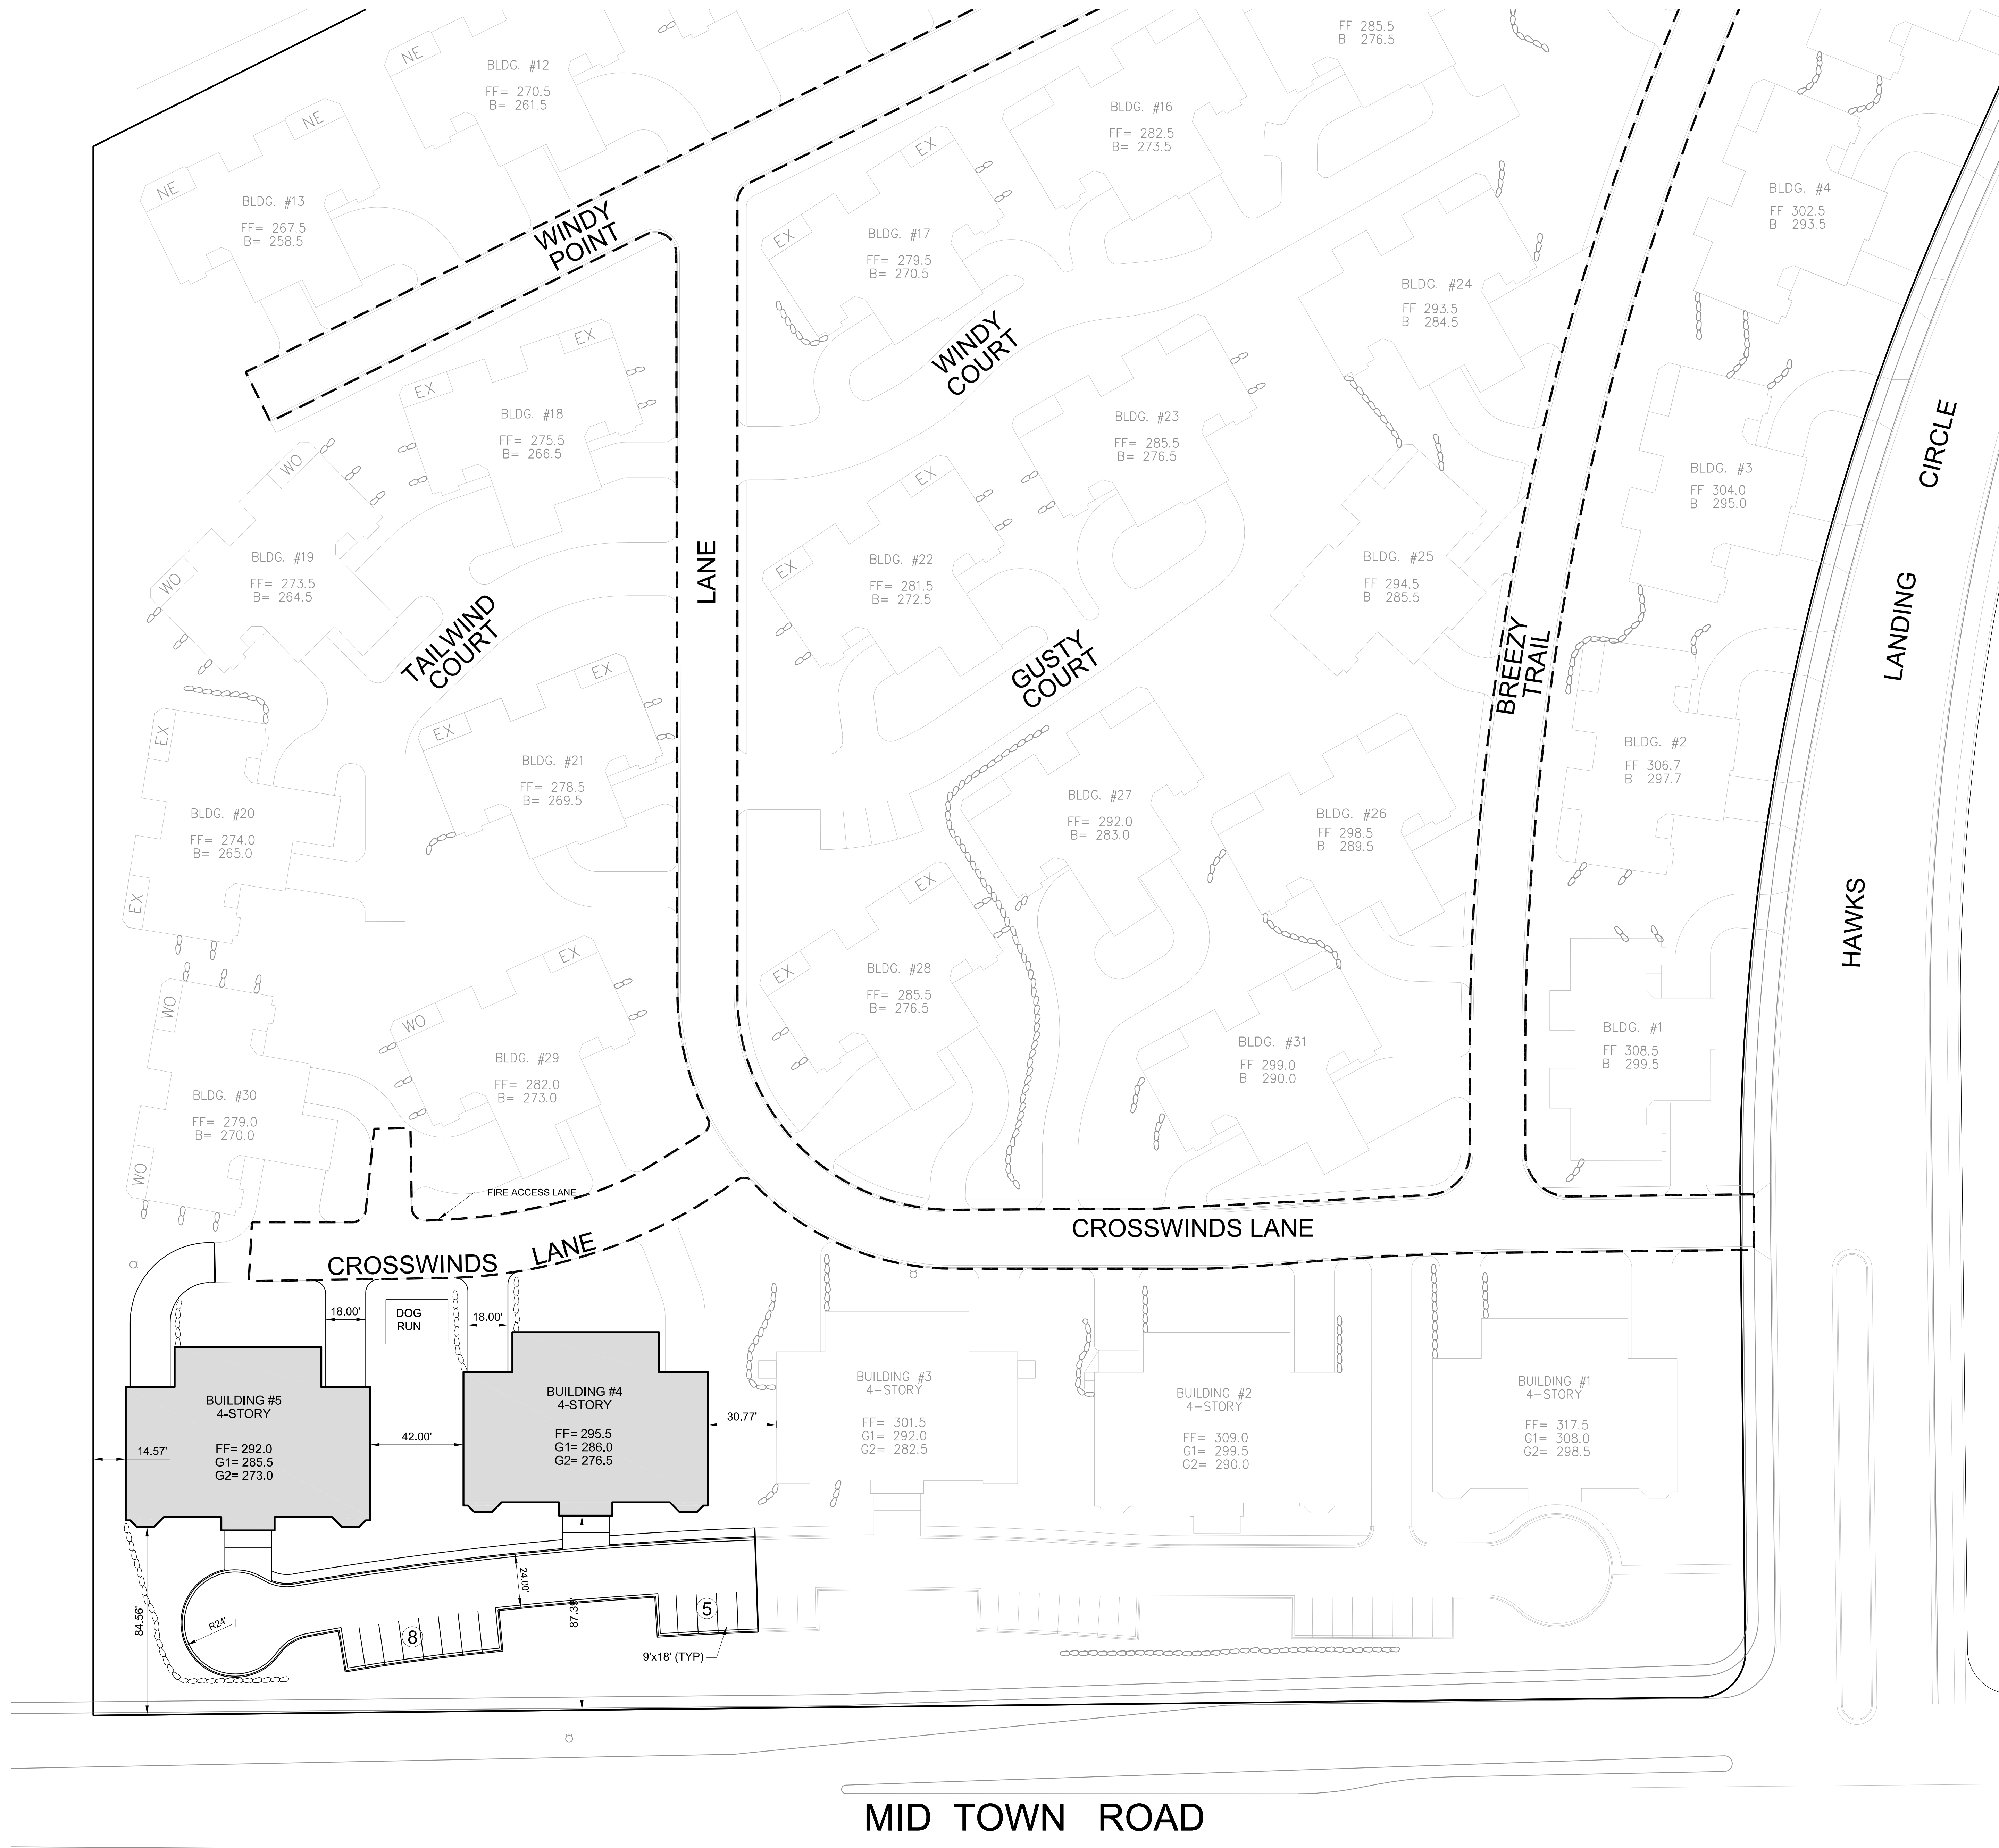 FF 285.5
B 276.5
NE
BLDG. #12
FF= 270.5
B= 261.5
NE
NE
BLDG. #13
FF= 267.5
B= 258.5
BLDG. #16
FF= 282.5
B= 273.5
EX
EX
BLDG. #17
FF= 279.5
B= 270.5
BLDG. #4
FF 302.5
B 293.5
WINDY
POINT
BLDG. #24
FF 293.5
B 284.5
WINDY
COURT
EX
EX
BLDG. #18
FF= 275.5
B= 266.5
BLDG. #23
FF= 285.5
B= 276.5
CIRCLE
LANDING
HAWKS
WO
WO
BLDG. #19
FF= 273.5
B= 264.5
LANE
EX
EX
BLDG. #22
FF= 281.5
B= 272.5
BLDG. #3
FF 304.0
B 295.0
BLDG. #25
FF 294.5
B 285.5
TAILWIND
COURT
GUSTY
COURT
BREEZY
TRAIL
EX
EX
BLDG. #21
FF= 278.5
B= 269.5
EX
EX
BLDG. #20
FF= 274.0
B= 265.0
BLDG. #27
FF= 292.0
B= 283.0
BLDG. #26
FF 298.5
B 289.5
BLDG. #2
FF 306.7
B 297.7
EX
EX
BLDG. #28
FF= 285.5
B= 276.5
EX
WO
BLDG. #29
FF= 282.0
B= 273.0
WO
WO
BLDG. #30
FF= 279.0
B= 270.0
BLDG. #31
FF 299.0
B 290.0
BLDG. #1
FF 308.5
B 299.5
FIRE ACCESS LANE
CROSSWINDS LANE
CROSSWINDS LANE
18.00'
DOG
RUN
18.00'
BUILDING #5
4-STORY
FF= 292.0
G1= 285.5
G2= 273.0
14.57'
42.00'
BUILDING #4
4-STORY
FF= 295.5
G1= 286.0
G2= 276.5
30.77'
BUILDING #3
4-STORY
FF= 301.5
G1= 292.0
G2= 282.5
BUILDING #2
4-STORY
FF= 309.0
G1= 299.5
G2= 290.0
BUILDING #1
4-STORY
FF= 317.5
G1= 308.0
G2= 298.5
84.56'
R24'
24.00'
87.39'
8
5
9'x18' (TYP)
MID TOWN ROAD